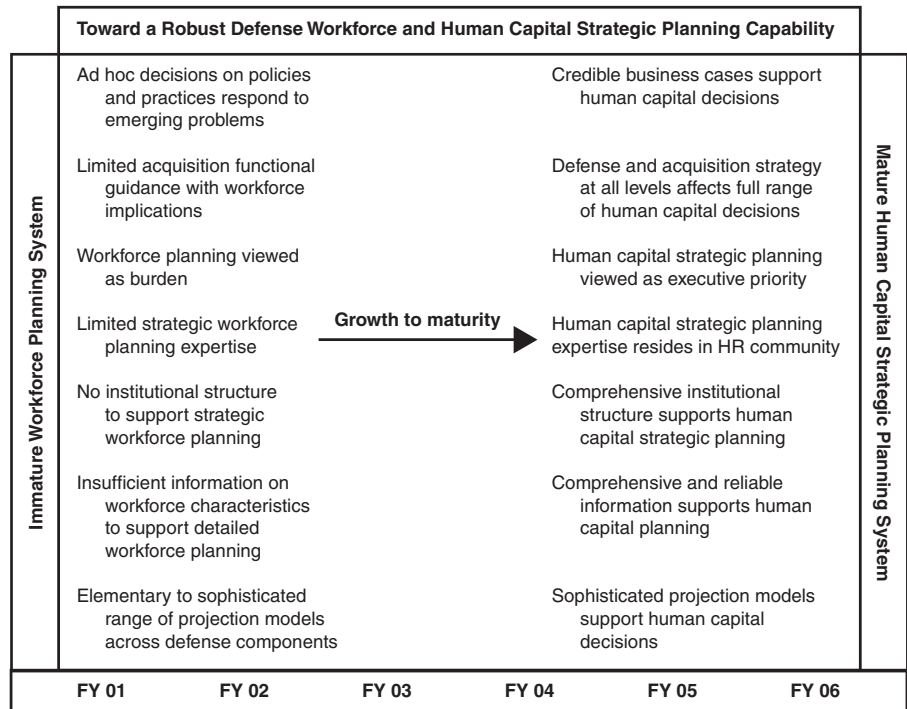 Toward a Robust Defense Workforce and Human Capital Strategic Planning Capability
Immature Workforce Planning System
Ad hoc decisions on policies
and practices respond to
emerging problems
Limited acquisition functional
guidance with workforce
implications
Workforce planning viewed
as burden
Limited strategic workforce
planning expertise
No institutional structure
to support strategic
workforce planning
Insufficient information on
workforce characteristics
to support detailed
workforce planning
Elementary to sophisticated
range of projection models
across defense components
Growth to maturity
Credible business cases support
human capital decisions
Defense and acquisition strategy
at all levels affects full range
of human capital decisions
Human capital strategic planning
viewed as executive priority
Human capital strategic planning
expertise resides in HR community
Comprehensive institutional
structure supports human
capital strategic planning
Comprehensive and reliable
information supports human
capital planning
Sophisticated projection models
support human capital
decisions
Mature Human Capital Strategic Planning System
FY 01 FY 02 FY 03 FY 04 FY 05 FY 06